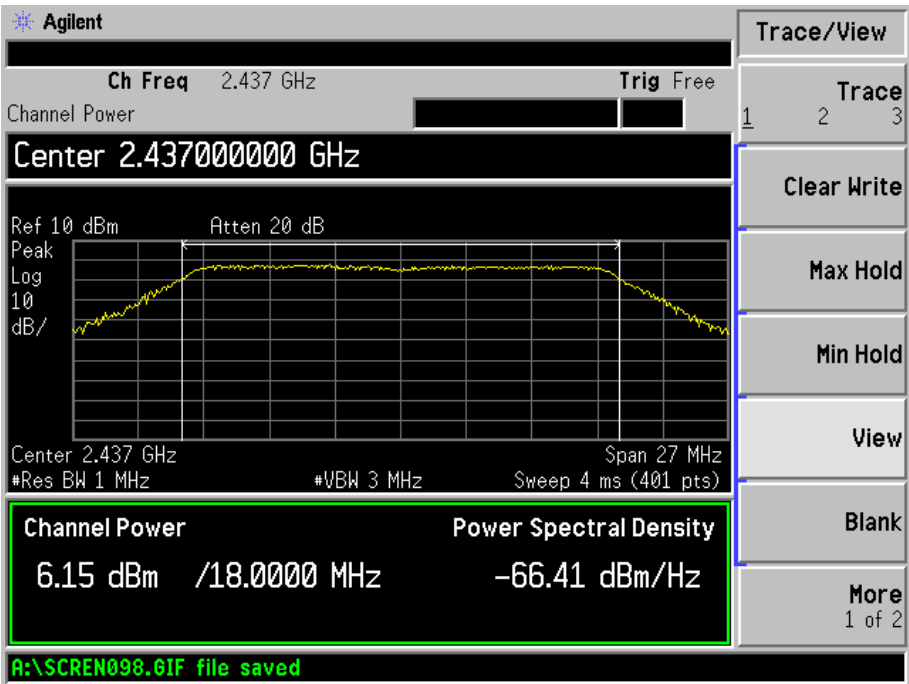 Agilent
Ch Freq 2.437 GHz Trig Free
Channel Power
Center 2.437000000 GHz
Ref 10 dBm Atten 20 dB
Peak
Log
10
dB/
Center 2.437 GHz Span 27 MHz
#Res BW 1 MHz #VBW 3 MHz Sweep 4 ms (401 pts)
Channel Power Power Spectral Density
6.15 dBm /18.0000 MHz -66.41 dBm/Hz
A:\SCREN098.GIF file saved
Trace/View
Trace
1 2 3
Clear Write
Max Hold
Min Hold
View
Blank
More
1 of 2